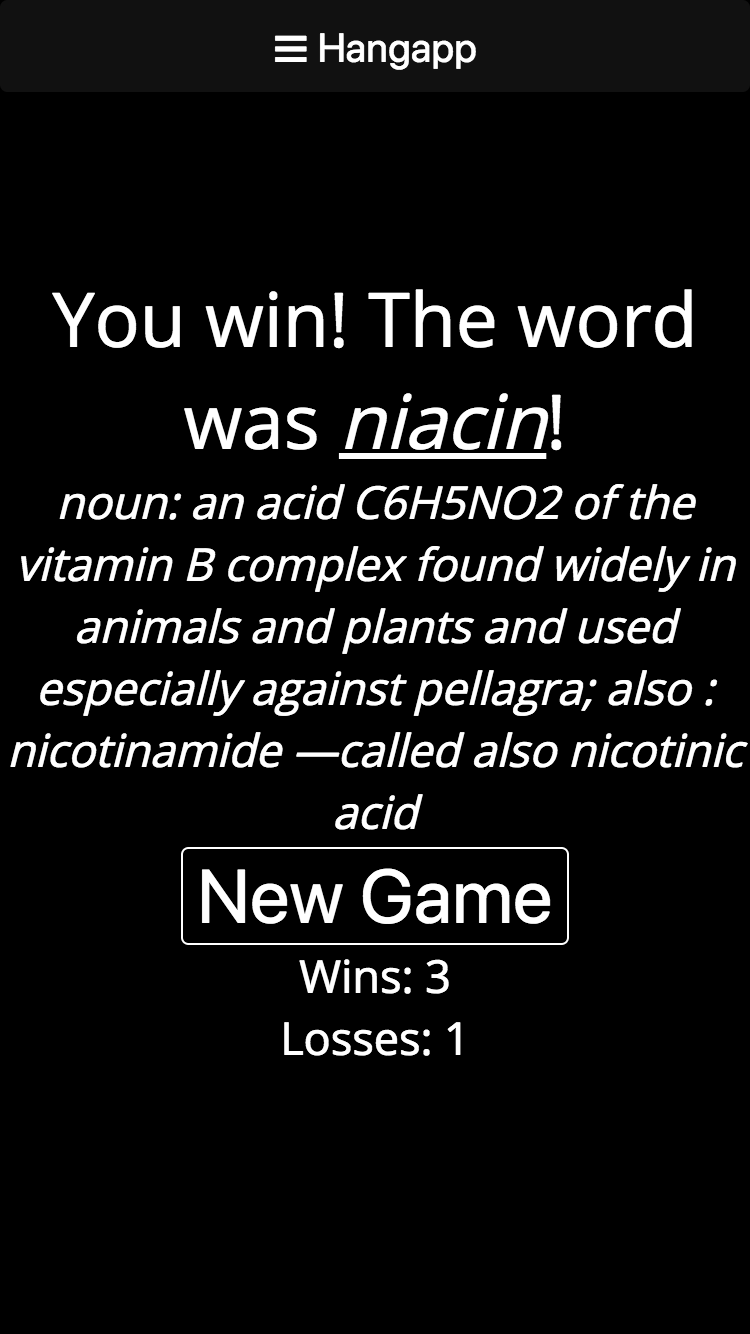 Hangapp
You win! The word
was niacin!
noun: an acid C6H5NO2 of the
vitamin B complex found widely in
animals and plants and used
especially against pellagra; also :
nicotinamide —called also nicotinic
acid
New Game
Wins: 3
Losses: 1